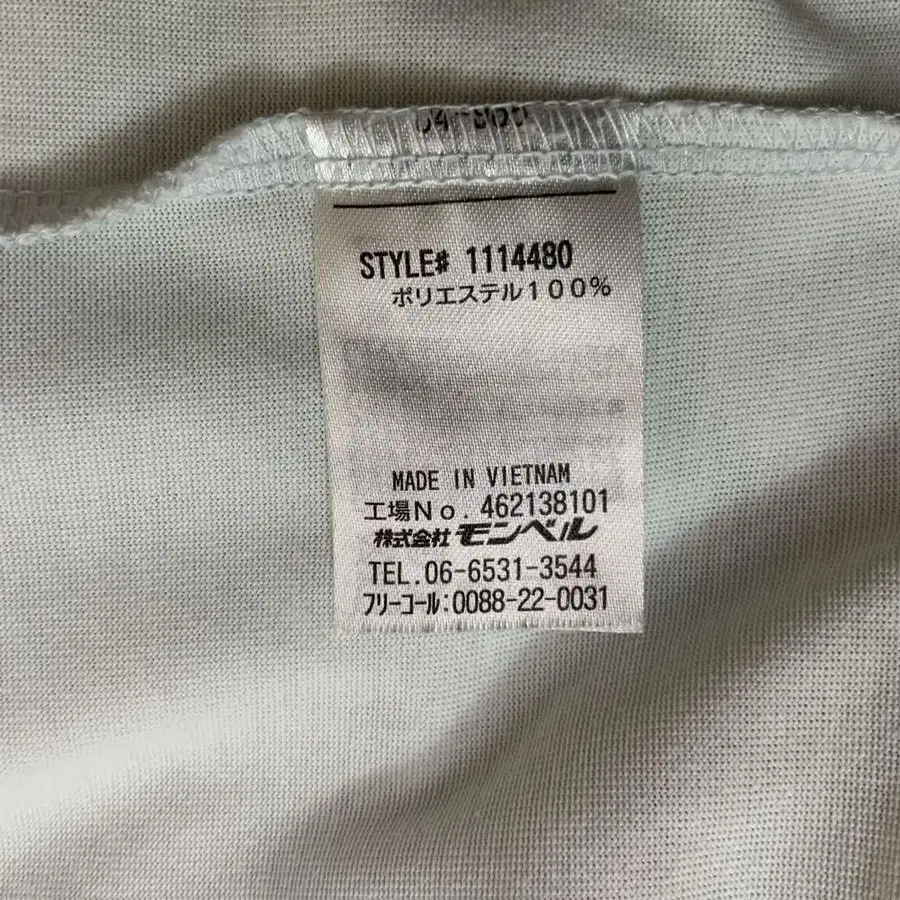 STYLE# 1114480
ポリエステル100%
MADE IN VIETNAM
工場No. 462138101
株式会社 モンベル
TEL.06-6531-3544
フリーコール:0088-22-0031